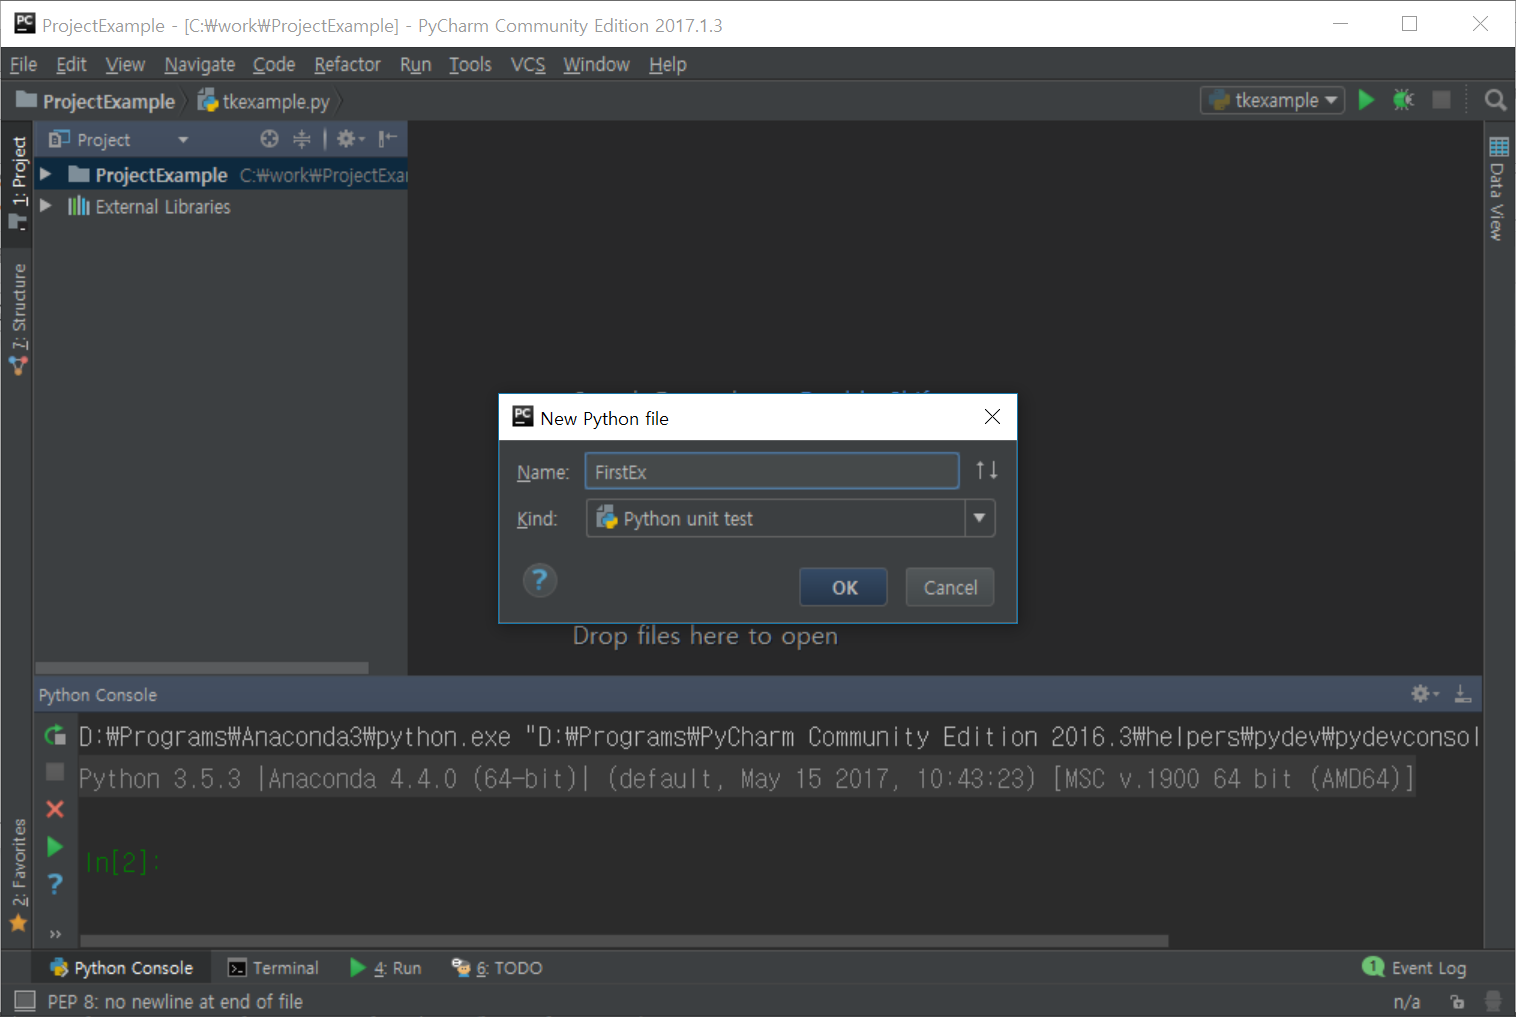 ProjectExample - [C:₩work₩ProjectExample] - PyCharm Community Edition 2017.1.3
File Edit View Navigate Code Refactor Run Tools VCS Window Help
ProjectExample tkexample.py tkexample
1: Project
Project
ProjectExample C:₩work₩ProjectExa
External Libraries
7: Structure
Data View
New Python file
Name: FirstEx
Kind: Python unit test
OK Cancel
Drop files here to open
Python Console
D:₩Programs₩Anaconda3₩python.exe "D:₩Programs₩PyCharm Community Edition 2016.3₩helpers₩pydev₩pydevconsol
Python 3.5.3 |Anaconda 4.4.0 (64-bit)| (default, May 15 2017, 10:43:23) [MSC v.1900 64 bit (AMD64)]
In[2]:
2: Favorites
Python Console Terminal 4: Run 6: TODO 1 Event Log
PEP 8: no newline at end of file n/a